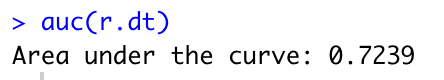 > auc(r.dt)
Area under the curve: 0.7239